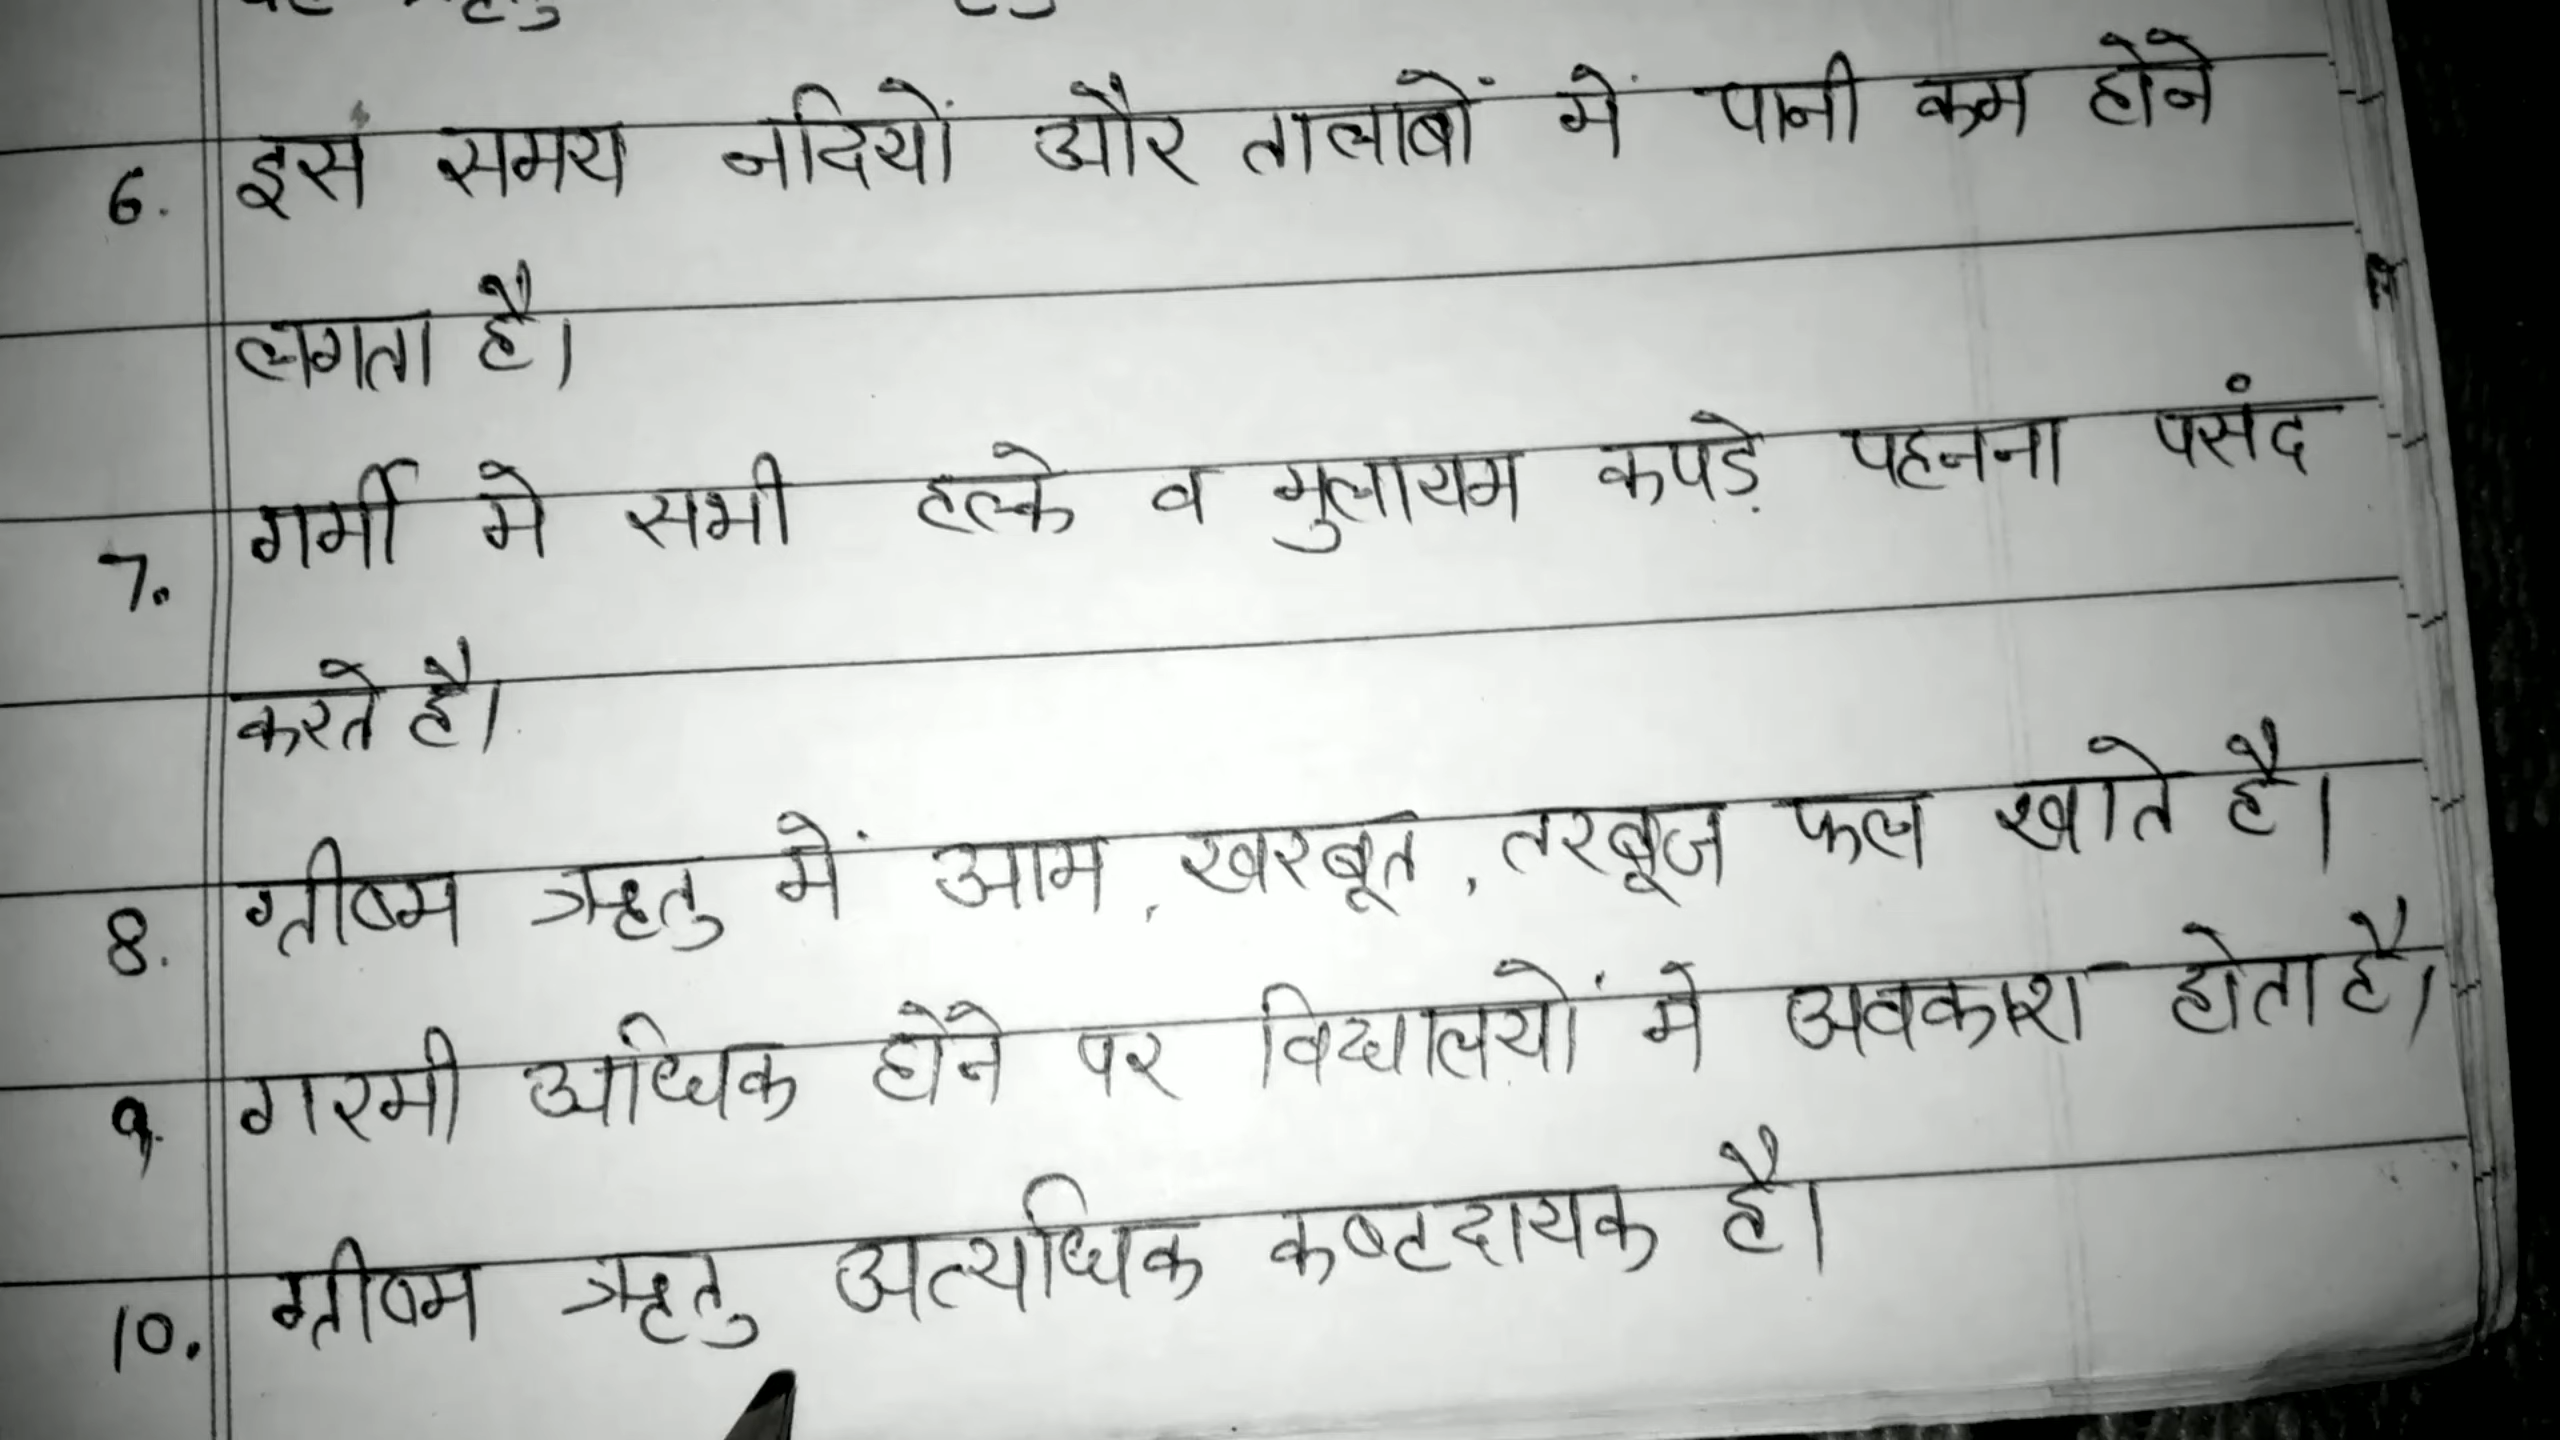 6. इस समय नदियों और तालाबों में पानी कम होने
लगता है।
7. गर्मी मे सभी हल्के व मुलायम कपड़े पहनना पसंद
करते है।
8. ग्रीष्म ऋतु में आम, खरबूत, तरबूज फल खाते है।
9. गरमी अधिक होने पर विद्यालयों मे अवकाश होता है।
10. ग्रीष्म ऋतु अत्यधिक कष्टदायक है।